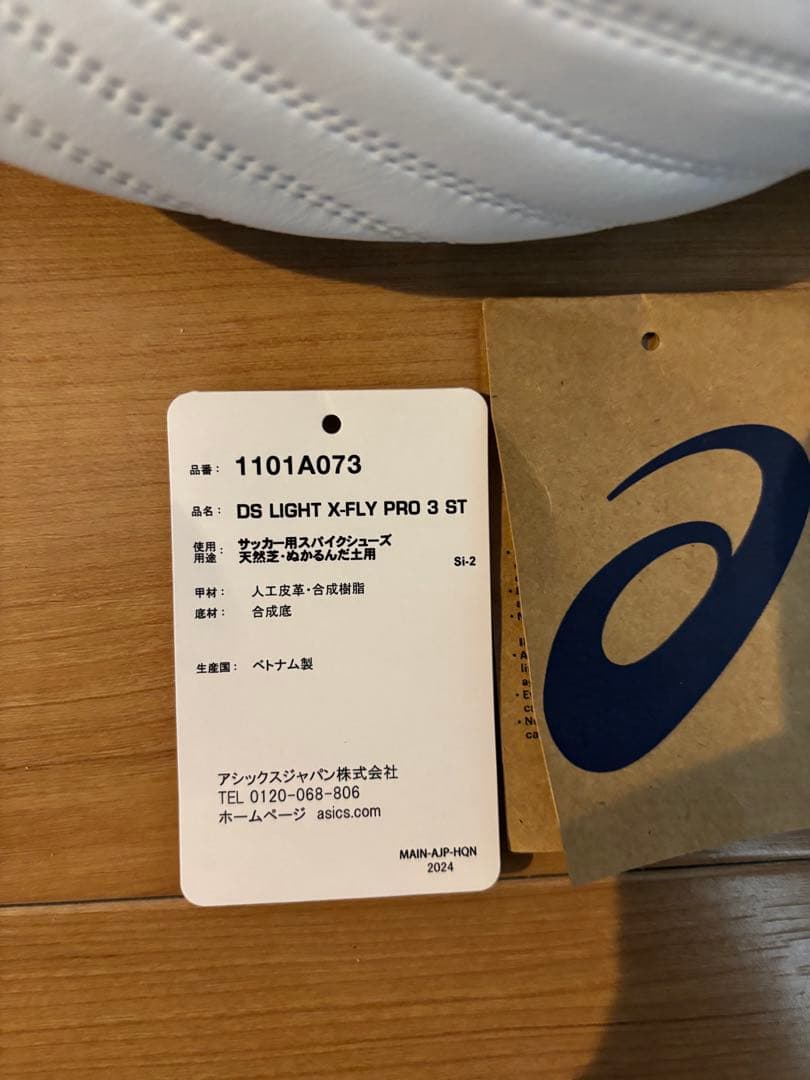 品番： 1101A073
品名： DS LIGHT X-FLY PRO 3 ST
使用用途： サッカー用スパイクシューズ
天然芝・ぬかるんだ土用
Si-2
甲材： 人工皮革・合成樹脂
底材： 合成底
生産国： ベトナム製
アシックスジャパン株式会社
TEL 0120-068-806
ホームページ asics.com
MAIN-AJP-HQN
2024